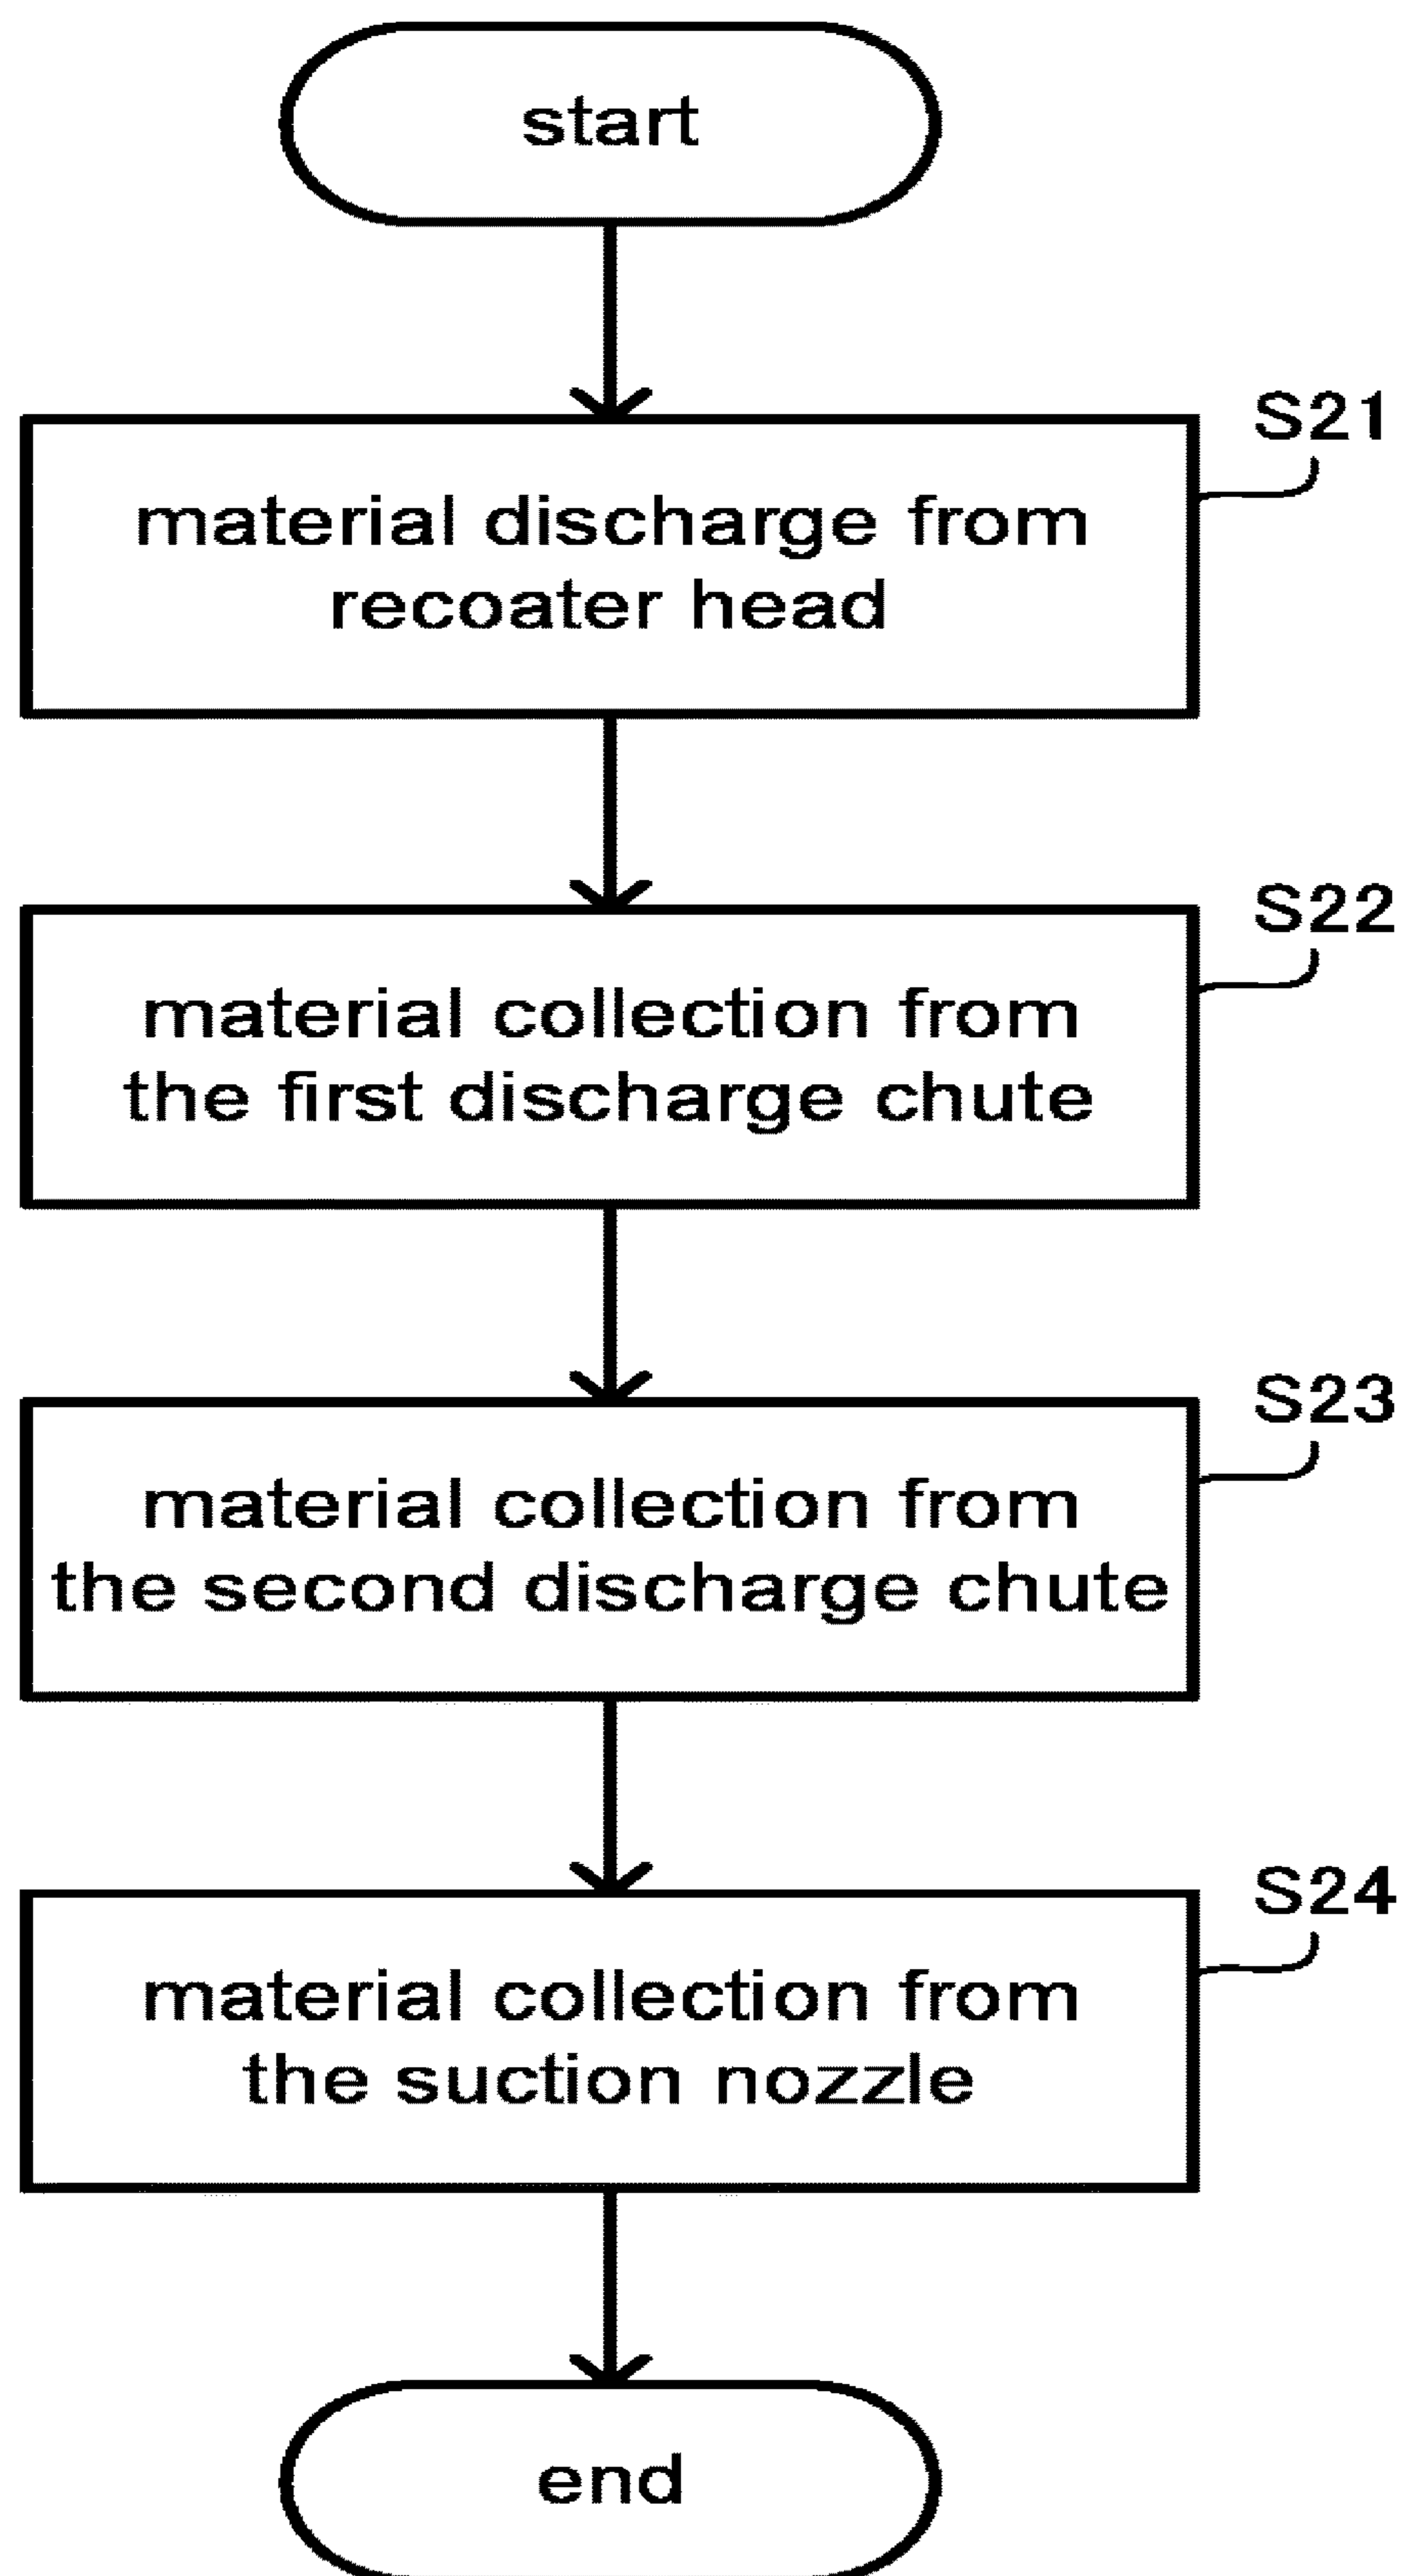 start
S21
material discharge from
recoater head
S22
material collection from
the first discharge chute
S23
material collection from
the second discharge chute
S24
material collection from
the suction nozzle
end